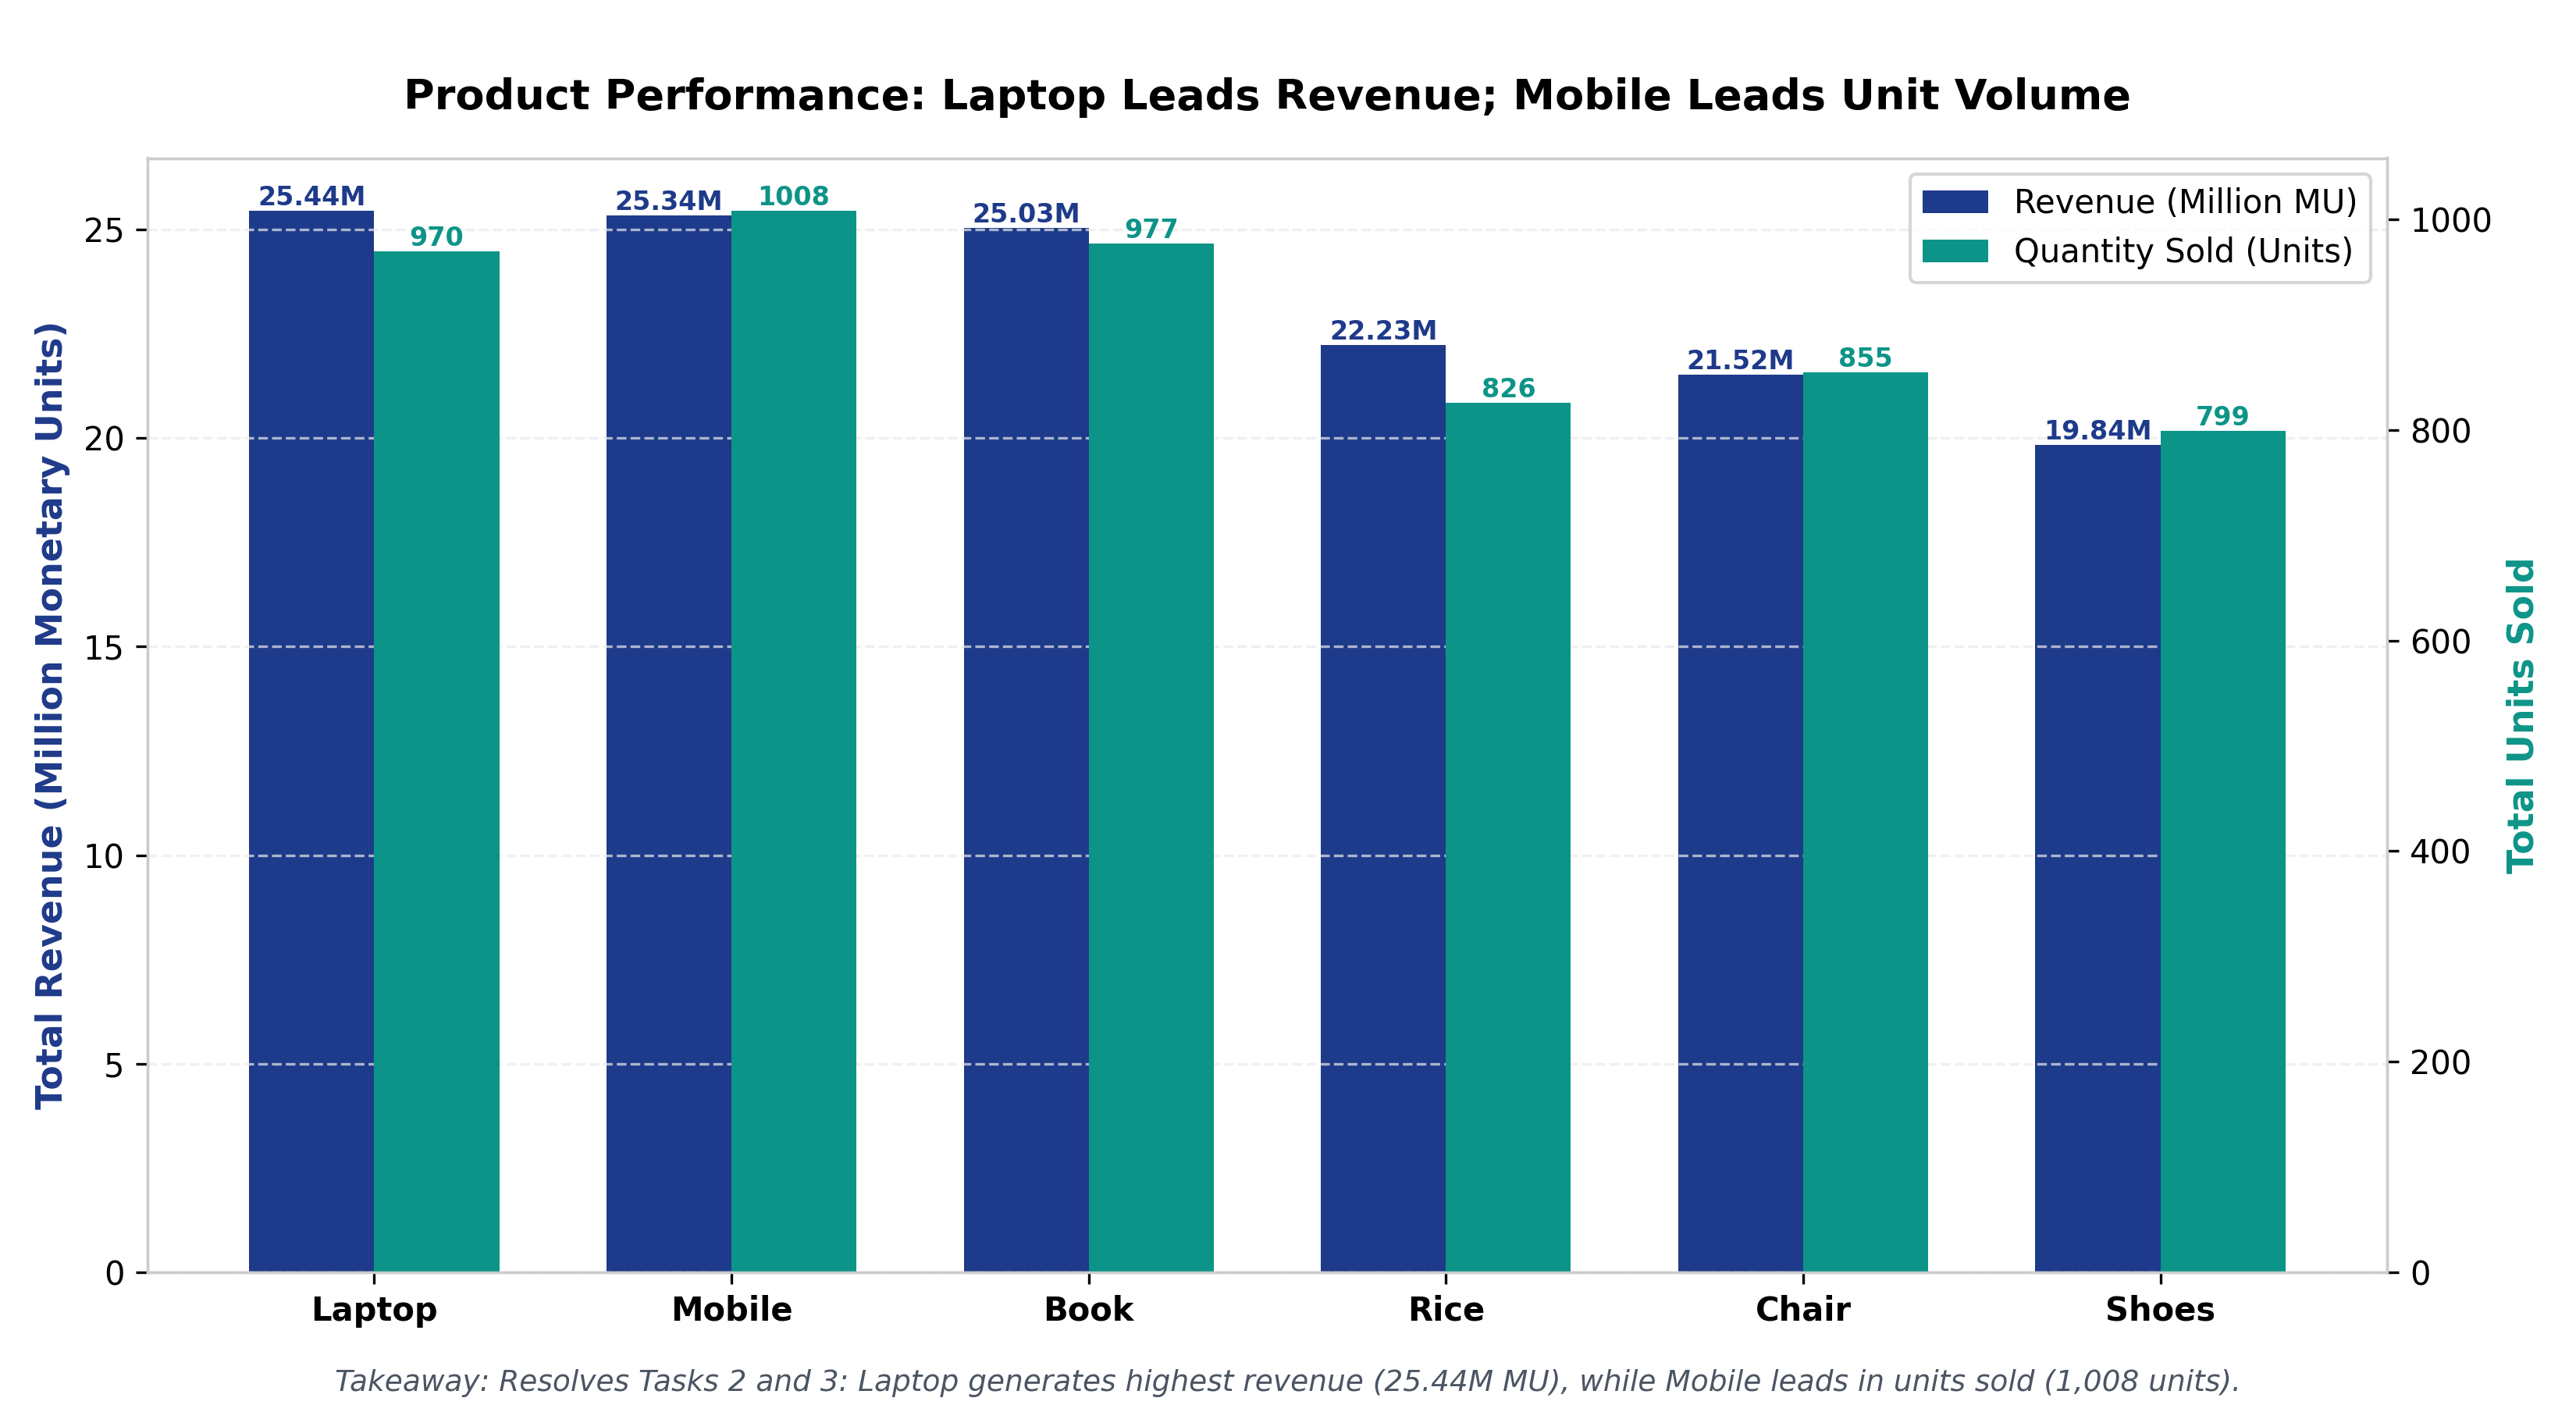 Product Performance: Laptop Leads Revenue; Mobile Leads Unit Volume
Revenue (Million MU)
Quantity Sold (Units)
Total Revenue (Million Monetary Units)
25
20
15
10
5
0
25.44M
970
25.34M
1008
25.03M
977
22.23M
826
21.52M
855
19.84M
799
1000
800
600
400
200
0
Total Units Sold
Laptop
Mobile
Book
Rice
Chair
Shoes
Takeaway: Resolves Tasks 2 and 3: Laptop generates highest revenue (25.44M MU), while Mobile leads in units sold (1,008 units).